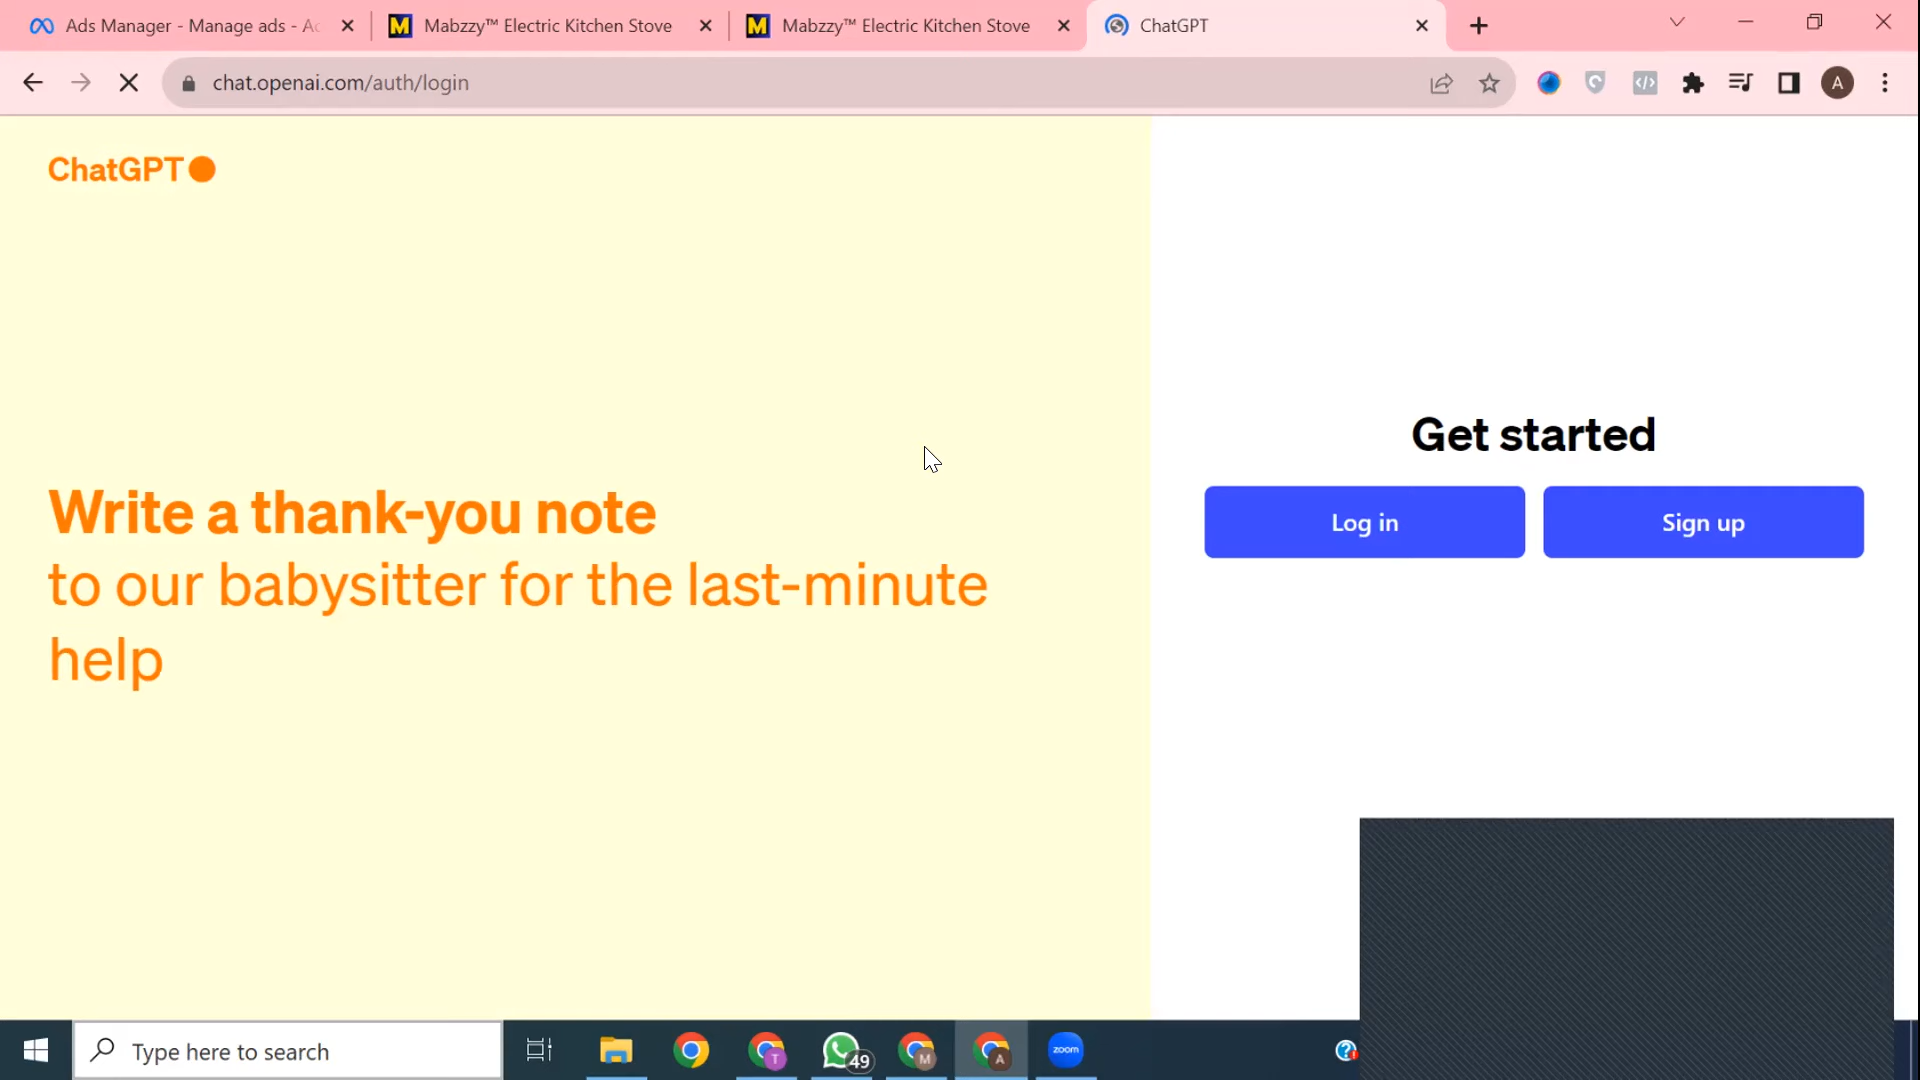 Ads Manager - Manage ads - Ac
Mabzzy™ Electric Kitchen Stove
Mabzzy™ Electric Kitchen Stove
ChatGPT
chat.openai.com/auth/login
A
ChatGPT
Write a thank-you note
to our babysitter for the last-minute
help
Get started
Log in
Sign up
Type here to search
T
49
M
A
zoom